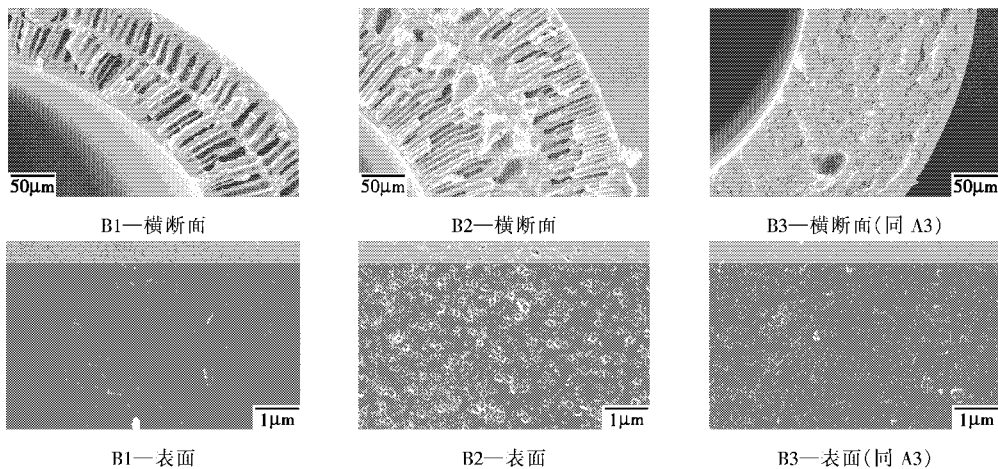 50μm
50μm
50μm
B1—横断面
B2—横断面
B3—横断面(同 A3)
1μm
1μm
1μm
B1—表面
B2—表面
B3—表面(同 A3)